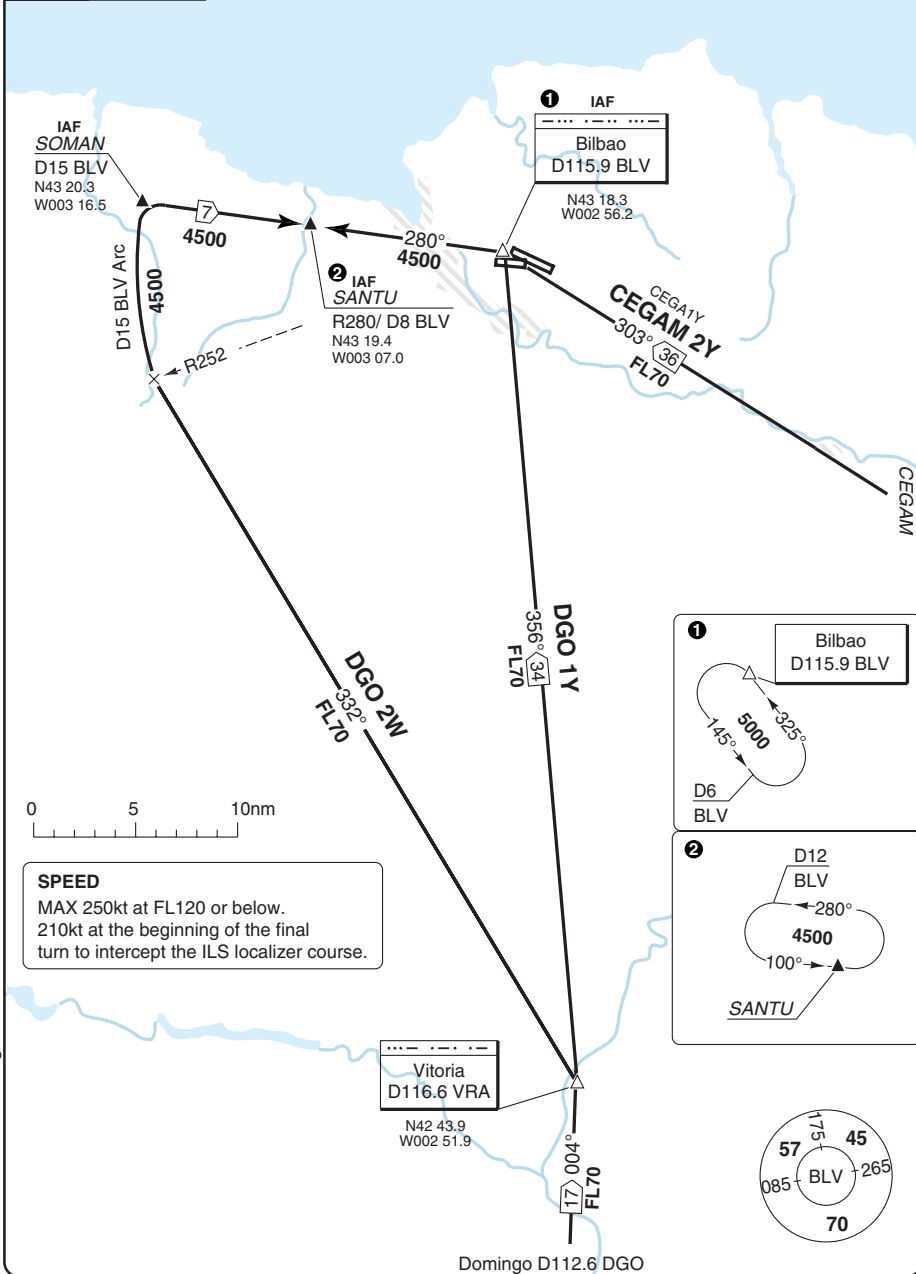 IAF
SOMAN
D15 BLV
N43 20.3
W003 16.5
❶ IAF
Bilbao
D115.9 BLV
N43 18.3
W002 56.2
7
4500
280°
4500
❷ IAF
SANTU
R280/ D8 BLV
N43 19.4
W003 07.0
D15 BLV Arc
4500
R252
CEGA1Y
CEGAM 2Y
303° 36
FL70
CEGAM
DGO 1Y
356° 34
FL70
DGO 2W
332°
FL70
0 5 10nm
SPEED
MAX 250kt at FL120 or below.
210kt at the beginning of the final
turn to intercept the ILS localizer course.
❶
Bilbao
D115.9 BLV
145°
5000
325°
D6
BLV
❷
D12
BLV
280°
4500
100°
SANTU
Vitoria
D116.6 VRA
N42 43.9
W002 51.9
17 004°
FL70
Domingo D112.6 DGO
175
57 45
085 BLV 265
70